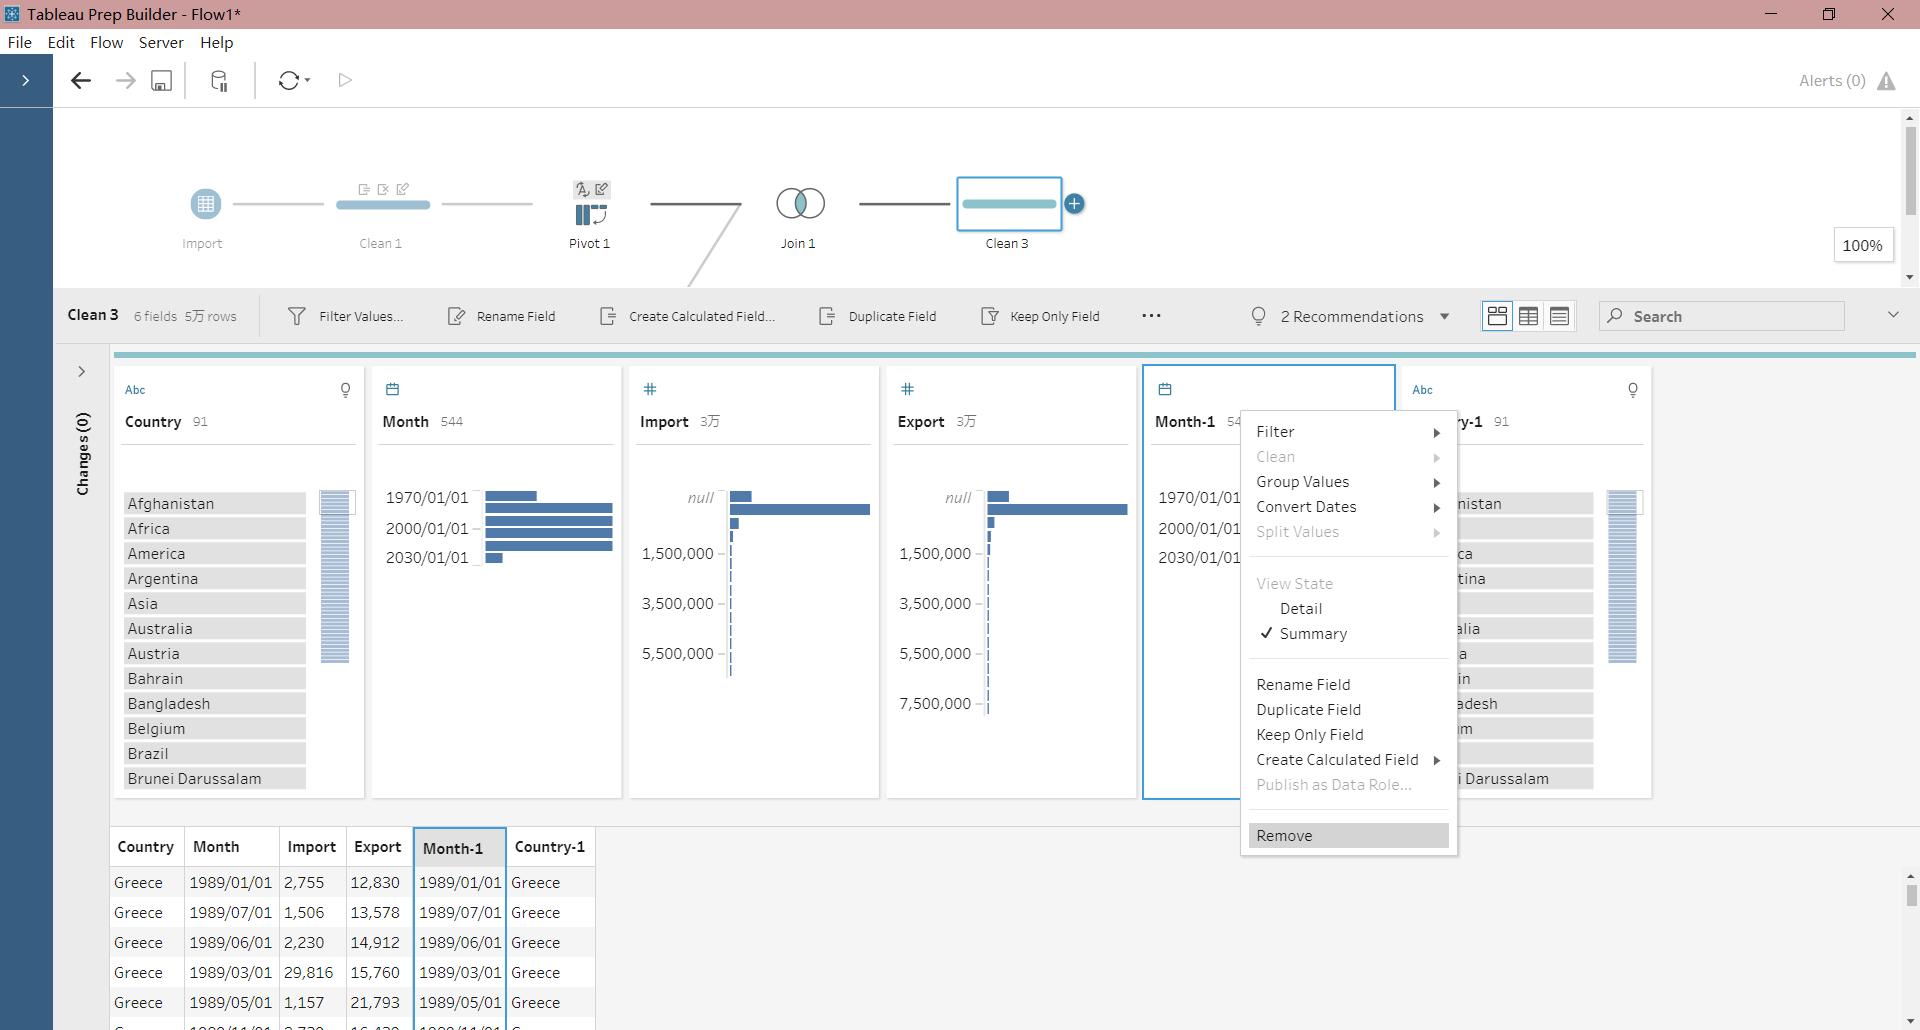 Tableau Prep Builder - Flow1*
File Edit Flow Server Help
Alerts (0)
Import
Clean 1
Pivot 1
Join 1
Clean 3
100%
Clean 3 6 fields 5万 rows
Filter Values...
Rename Field
Create Calculated Field...
Duplicate Field
Keep Only Field
2 Recommendations
Search
Changes (0)
Abc
Country 91
Afghanistan
Africa
America
Argentina
Asia
Australia
Austria
Bahrain
Bangladesh
Belgium
Brazil
Brunei Darussalam
Month 544
1970/01/01
2000/01/01
2030/01/01
Import 3万
null
1,500,000
3,500,000
5,500,000
Export 3万
null
1,500,000
3,500,000
5,500,000
7,500,000
Month-1 54
1970/01/01
2000/01/01
2030/01/01
Filter
Clean
Group Values
Convert Dates
Split Values
View State
Detail
Summary
Rename Field
Duplicate Field
Keep Only Field
Create Calculated Field
Publish as Data Role...
Remove
Abc
ry-1 91
nistan
ca
tina
alia
a
in
adesh
m
i Darussalam
Country Month Import Export Month-1 Country-1
Greece 1989/01/01 2,755 12,830 1989/01/01 Greece
Greece 1989/07/01 1,506 13,578 1989/07/01 Greece
Greece 1989/06/01 2,230 14,912 1989/06/01 Greece
Greece 1989/03/01 29,816 15,760 1989/03/01 Greece
Greece 1989/05/01 1,157 21,793 1989/05/01 Greece